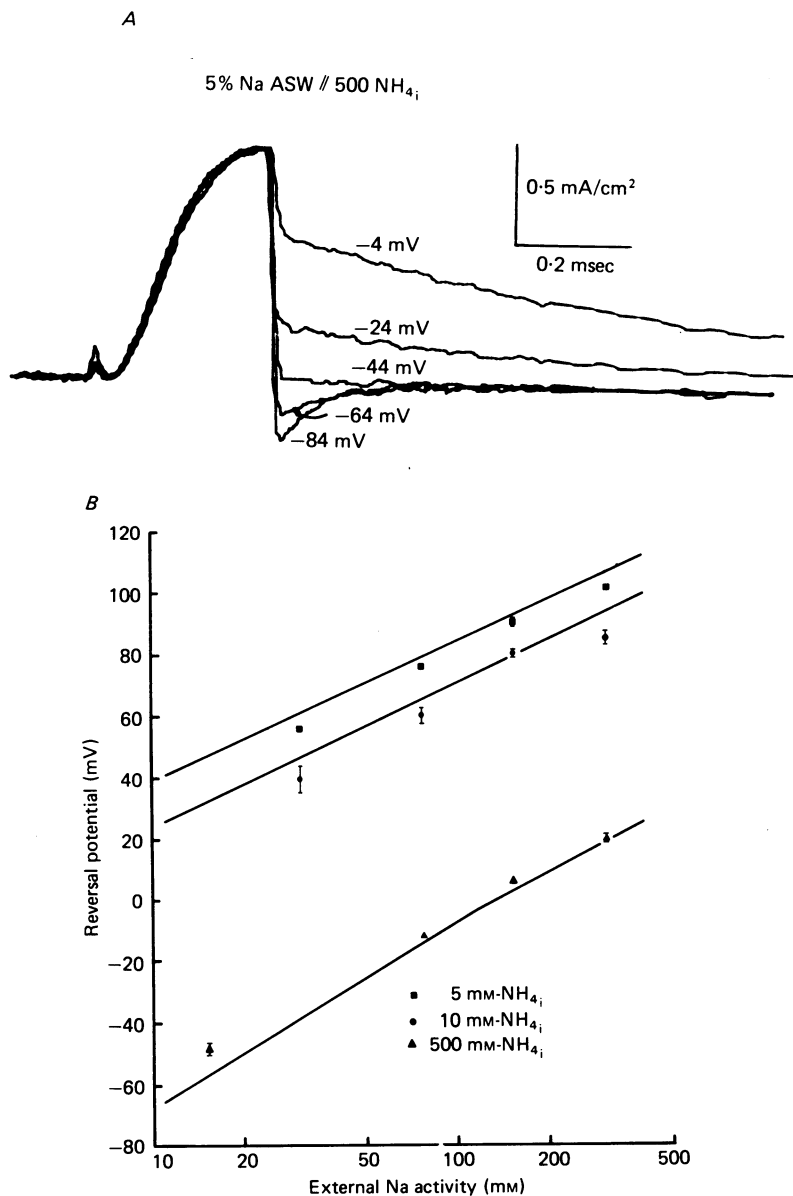 A
5% Na ASW // 500 NH₄ᵢ
0·5 mA/cm²
0·2 msec
−4 mV
−24 mV
−44 mV
−64 mV
−84 mV
B
Reversal potential (mV)
120
100
80
60
40
20
0
−20
−40
−60
−80
5 mM-NH₄ᵢ
10 mM-NH₄ᵢ
500 mM-NH₄ᵢ
10 20 50 100 200 500
External Na activity (mM)